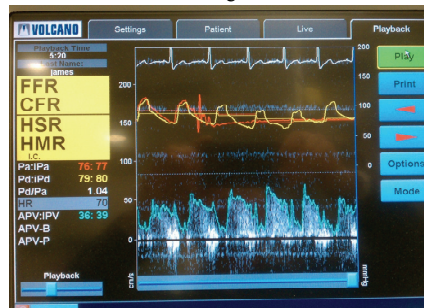 VOLCANO
Settings
Patient
Live
Playback
Playback Time
5:20
Last Name:
james
FFR
CFR
HSR
HMR
I.C.
Pa:iPa 76: 77
Pd:iPd 79: 80
Pd/Pa 1.04
HR 70
APV:IPV 36: 39
APV-B
APV-P
Playback
200
150
100
50
0
cm/s
200
150
100
50
0
mmHg
Play
Print
Options
Mode